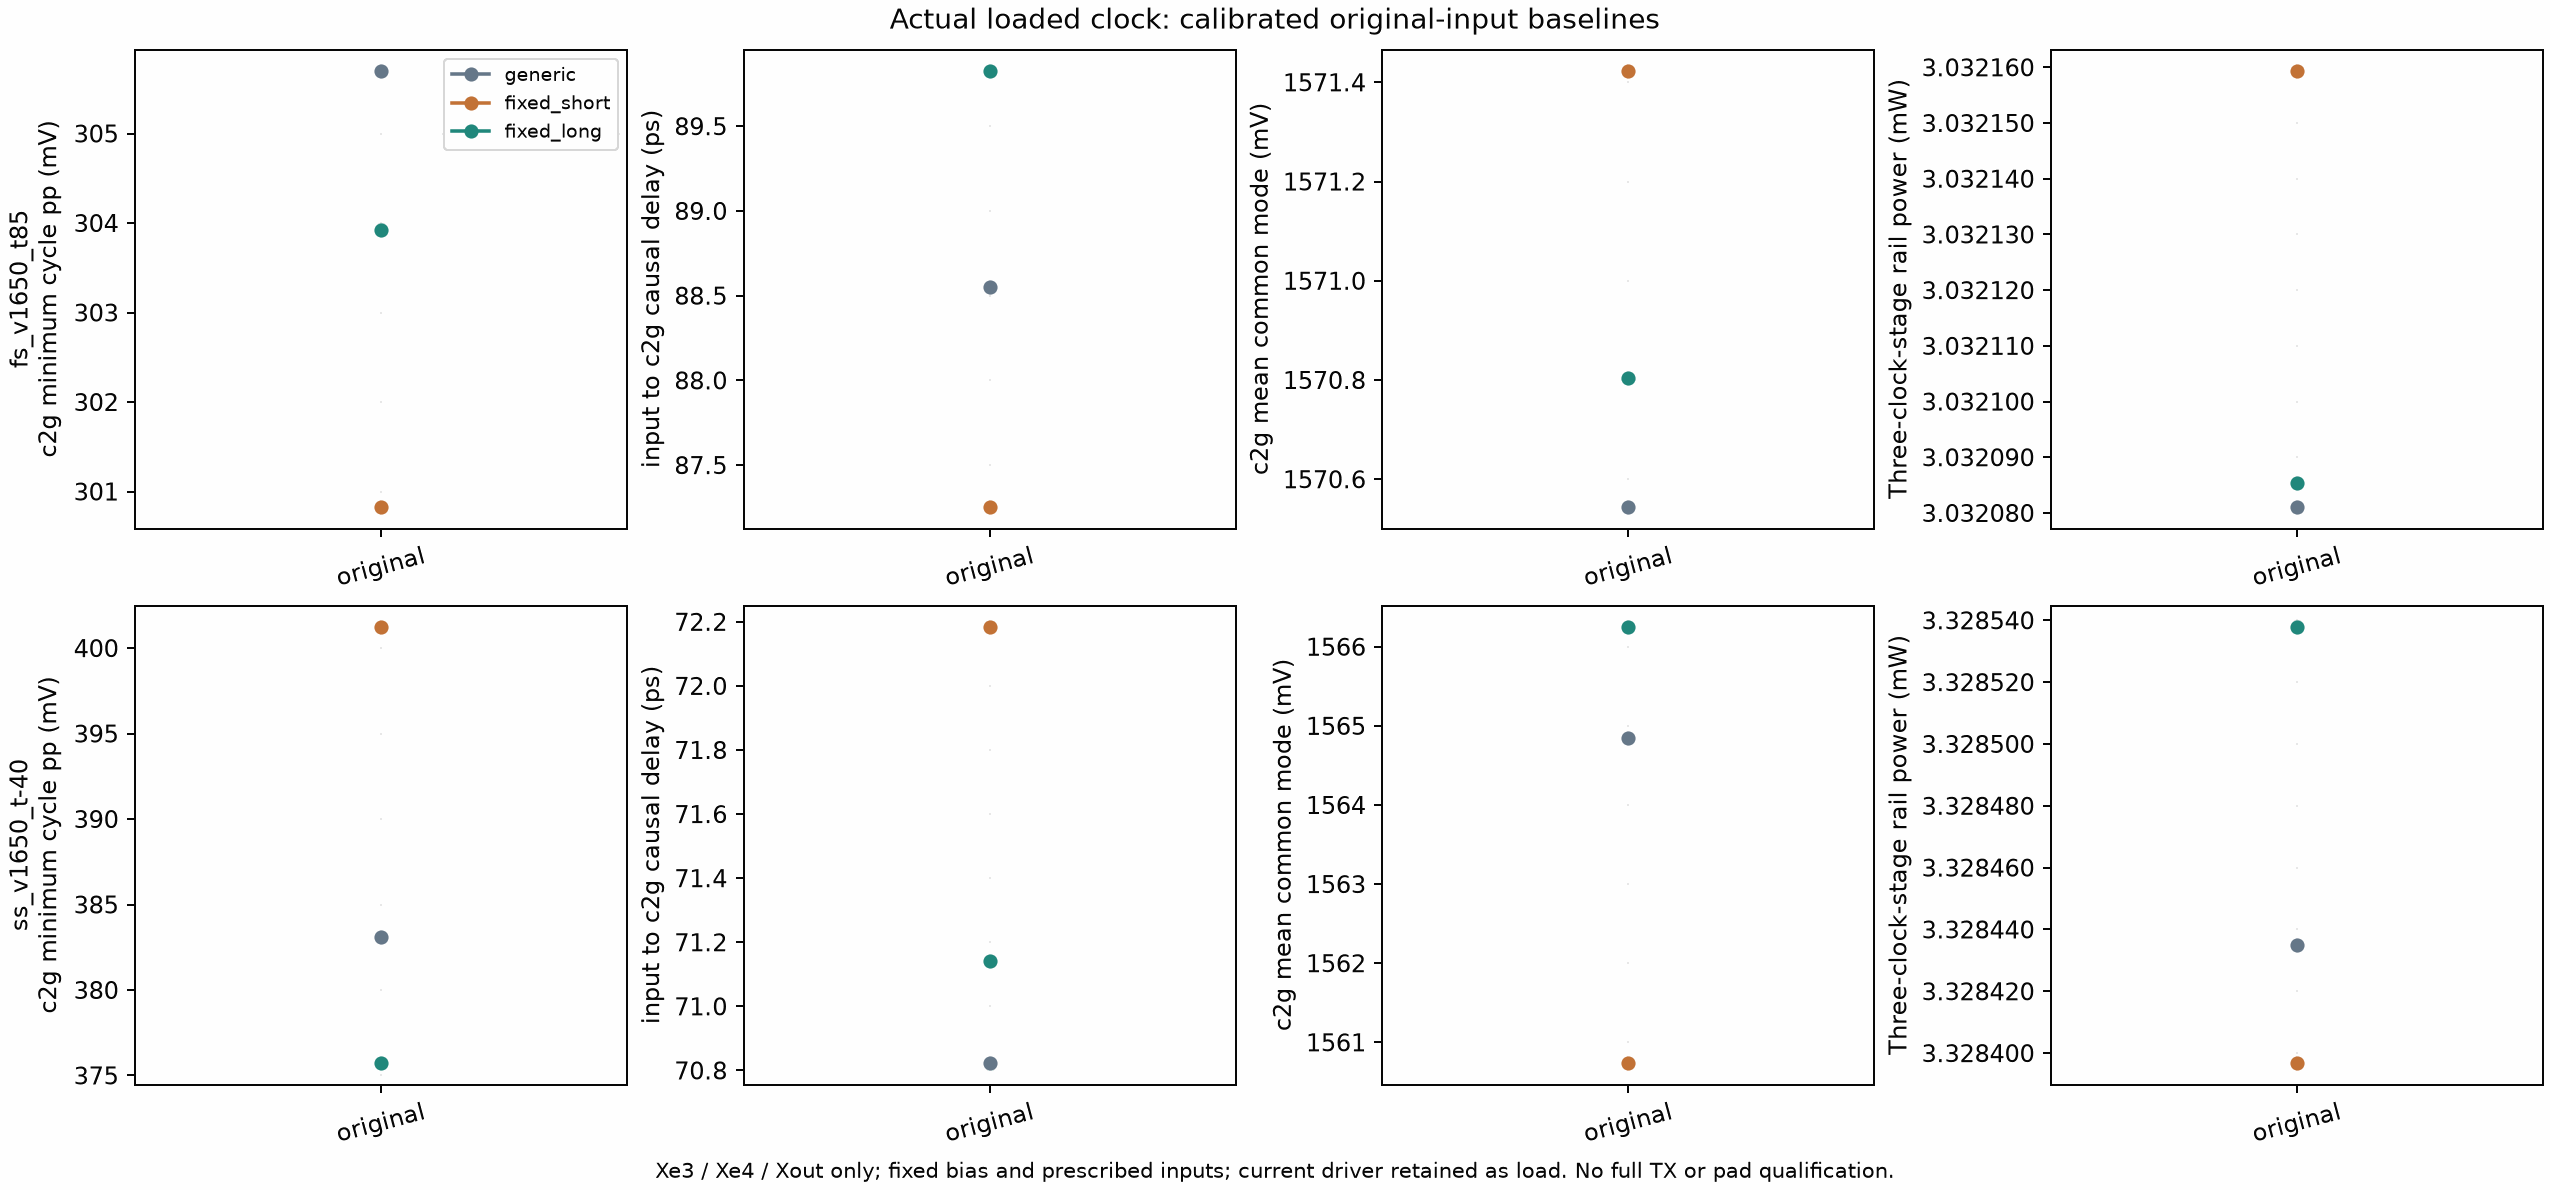 Actual loaded clock: calibrated original-input baselines
fs_v1650_t85
c2g minimum cycle pp (mV)
305
304
303
302
301
original
generic
fixed_short
fixed_long
input to c2g causal delay (ps)
89.5
89.0
88.5
88.0
87.5
original
c2g mean common mode (mV)
1571.4
1571.2
1571.0
1570.8
1570.6
original
Three-clock-stage rail power (mW)
3.032160
3.032150
3.032140
3.032130
3.032120
3.032110
3.032100
3.032090
3.032080
original
ss_v1650_t-40
c2g minimum cycle pp (mV)
400
395
390
385
380
375
original
input to c2g causal delay (ps)
72.2
72.0
71.8
71.6
71.4
71.2
71.0
70.8
original
c2g mean common mode (mV)
1566
1565
1564
1563
1562
1561
original
Three-clock-stage rail power (mW)
3.328540
3.328520
3.328500
3.328480
3.328460
3.328440
3.328420
3.328400
original
Xe3 / Xe4 / Xout only; fixed bias and prescribed inputs; current driver retained as load. No full TX or pad qualification.